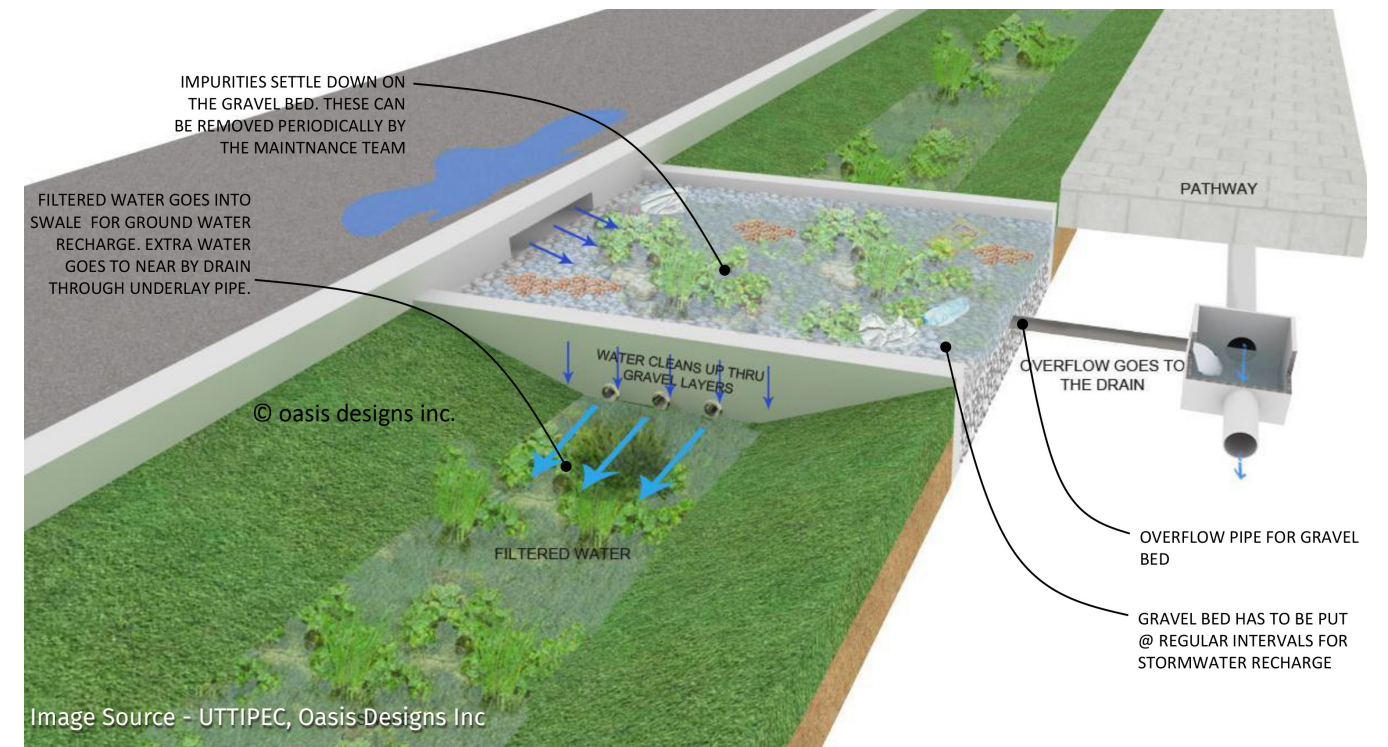 IMPURITIES SETTLE DOWN ON
THE GRAVEL BED. THESE CAN
BE REMOVED PERIODICALLY BY
THE MAINTNANCE TEAM
FILTERED WATER GOES INTO
SWALE FOR GROUND WATER
RECHARGE. EXTRA WATER
GOES TO NEAR BY DRAIN
THROUGH UNDERLAY PIPE.
PATHWAY
WATER CLEANS UP THRU
GRAVEL LAYERS
OVERFLOW GOES TO
THE DRAIN
© oasis designs inc.
FILTERED WATER
OVERFLOW PIPE FOR GRAVEL
BED
GRAVEL BED HAS TO BE PUT
@ REGULAR INTERVALS FOR
STORMWATER RECHARGE
Image Source - UTTIPEC, Oasis Designs Inc